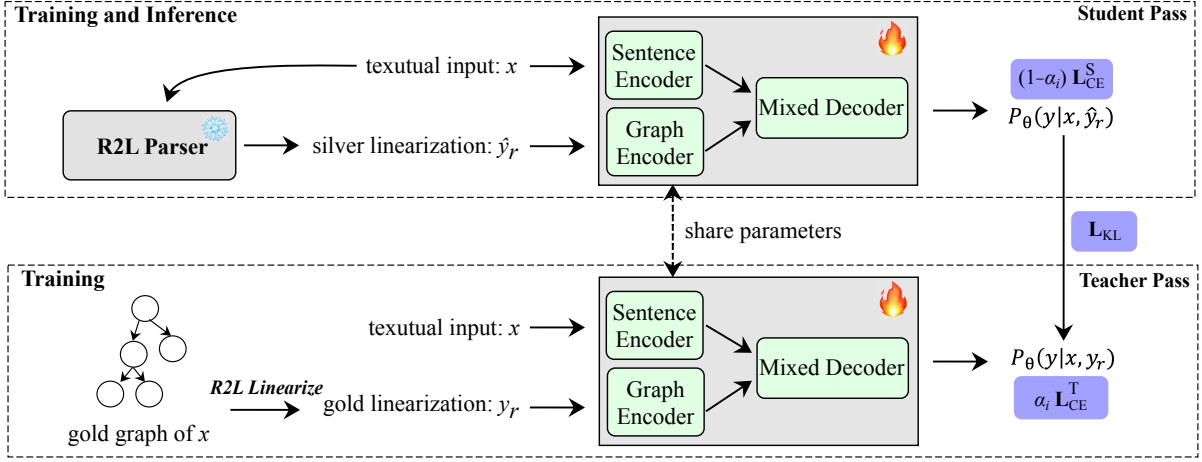 Training and Inference
Student Pass
texutual input: x
Sentence
Encoder
Mixed Decoder
(1-αᵢ) L^S_CE
P_θ(y|x, ŷ_r)
R2L Parser
silver linearization: ŷ_r
Graph
Encoder
share parameters
L_KL
Training
Teacher Pass
texutual input: x
Sentence
Encoder
Mixed Decoder
P_θ(y|x, y_r)
αᵢ L^T_CE
R2L Linearize
gold linearization: y_r
Graph
Encoder
gold graph of x